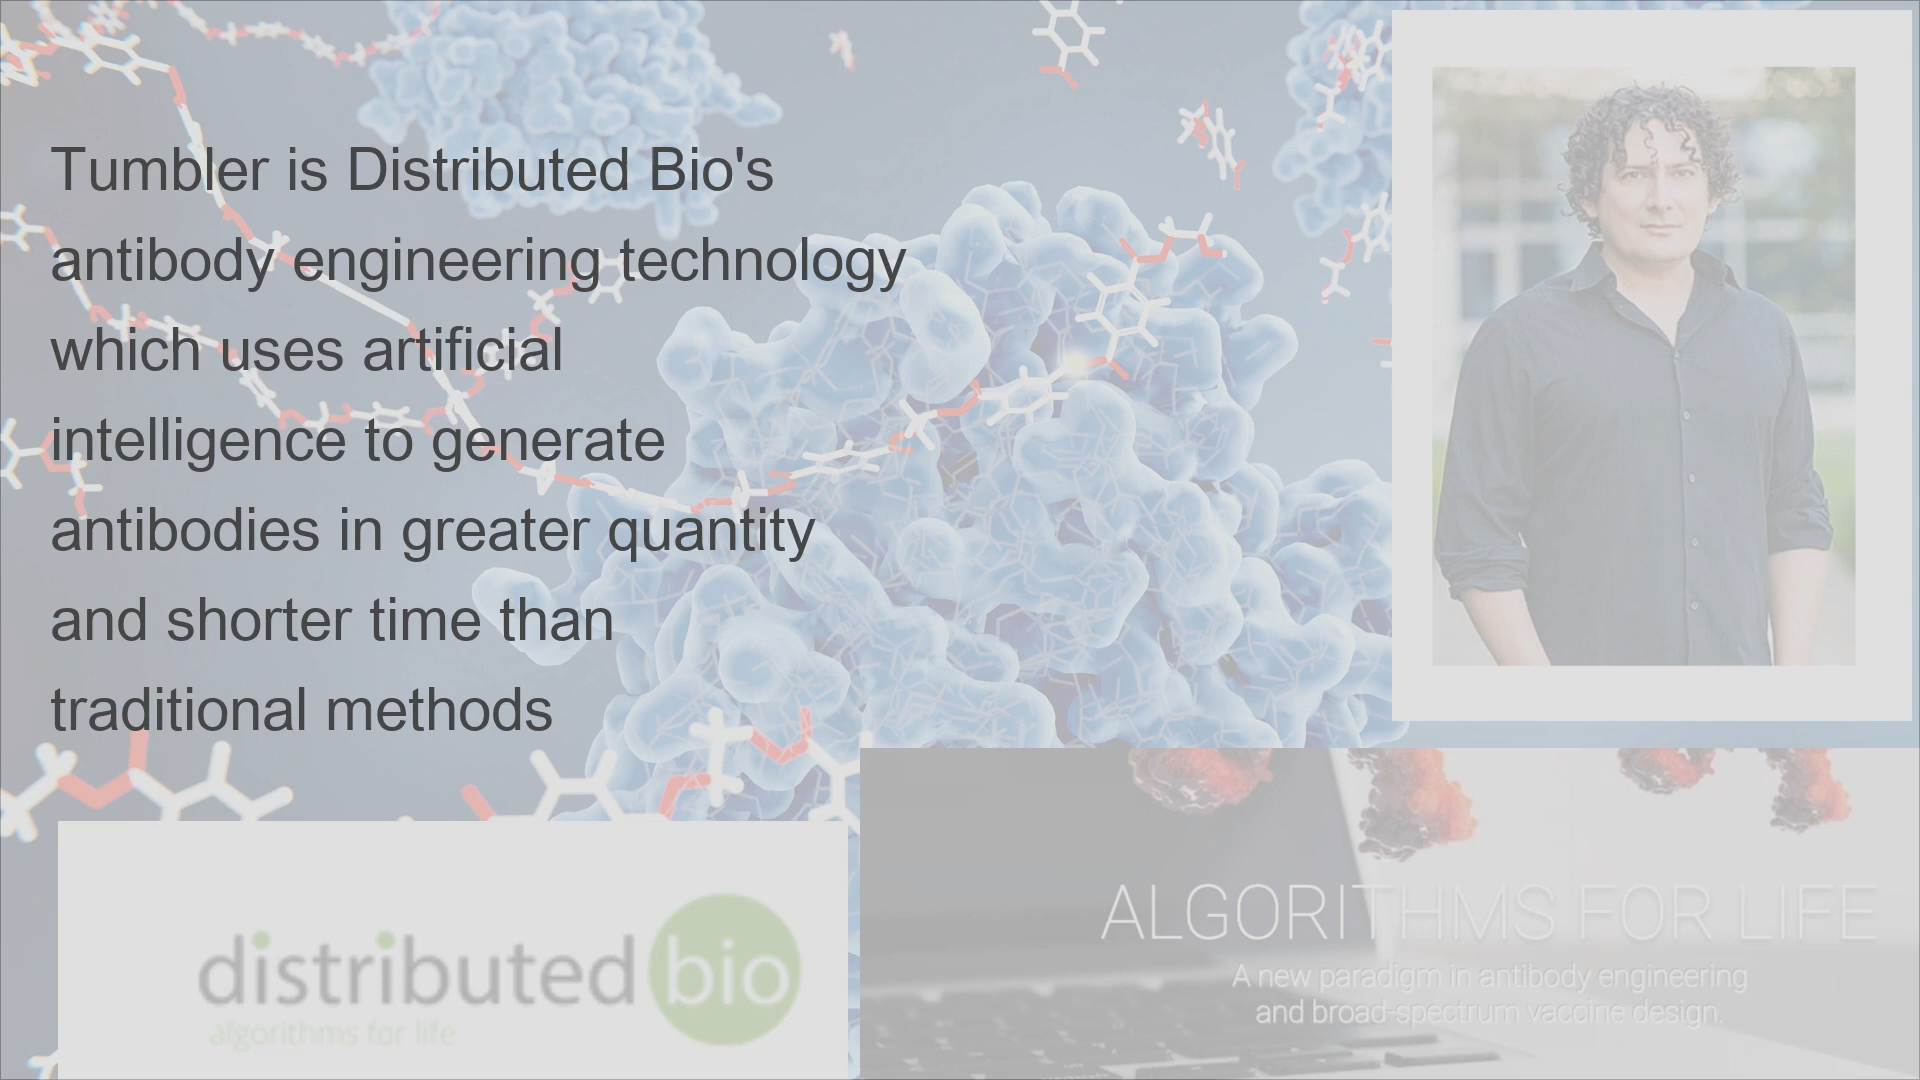 Tumbler is Distributed Bio's
antibody engineering technology
which uses artificial
intelligence to generate
antibodies in greater quantity
and shorter time than
traditional methods
distributed bio
algorithms for life
ALGORITHMS FOR LIFE
A new paradigm in antibody engineering
and broad-spectrum vaccine design.